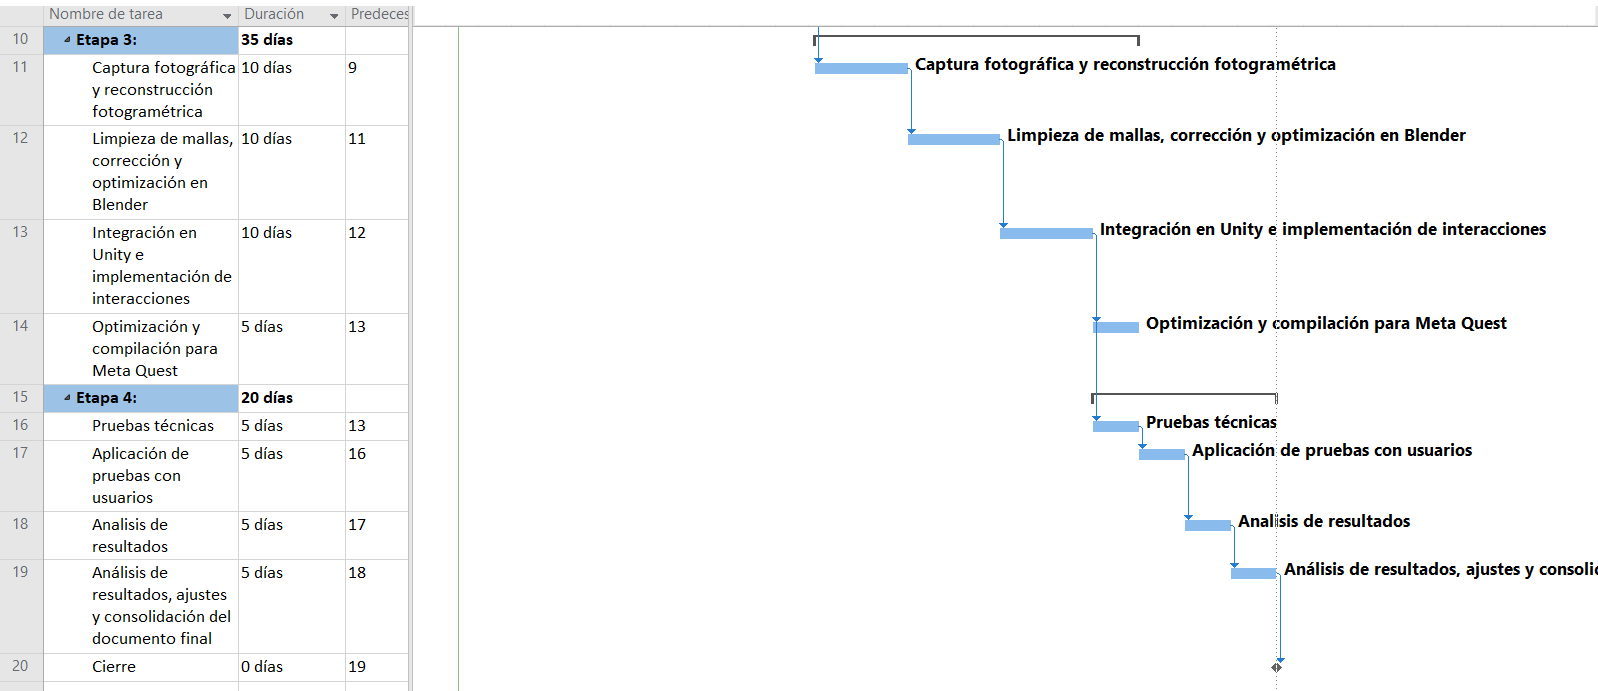 Nombre de tarea Duración Predeces
10 Etapa 3: 35 días
11 Captura fotográfica 10 días 9 Captura fotográfica y reconstrucción fotogramétrica
y reconstrucción
fotogramétrica
12 Limpieza de mallas, 10 días 11 Limpieza de mallas, corrección y optimización en Blender
corrección y
optimización en
Blender
13 Integración en 10 días 12 Integración en Unity e implementación de interacciones
Unity e
implementación de
interacciones
14 Optimización y 5 días 13 Optimización y compilación para Meta Quest
compilación para
Meta Quest
15 Etapa 4: 20 días
16 Pruebas técnicas 5 días 13 Pruebas técnicas
17 Aplicación de 5 días 16 Aplicación de pruebas con usuarios
pruebas con
usuarios
18 Analisis de 5 días 17 Analisis de resultados
resultados
19 Análisis de 5 días 18 Análisis de resultados, ajustes y consoli
resultados, ajustes
y consolidación del
documento final
20 Cierre 0 días 19